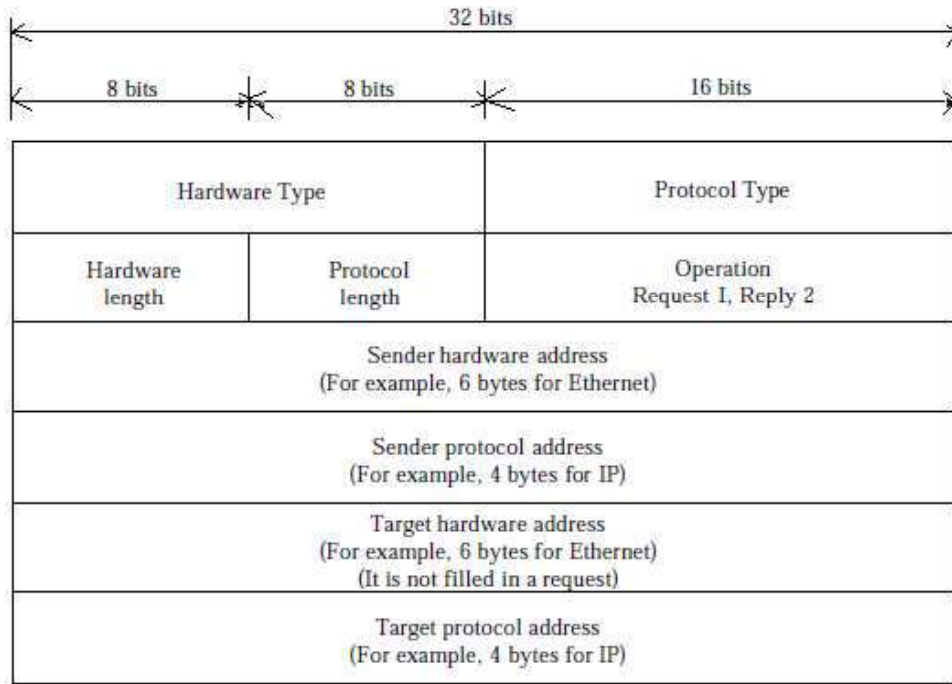 32 bits
8 bits
8 bits
16 bits
Hardware Type
Protocol Type
Hardware
length
Protocol
length
Operation
Request 1, Reply 2
Sender hardware address
(For example, 6 bytes for Ethernet)
Sender protocol address
(For example, 4 bytes for IP)
Target hardware address
(For example, 6 bytes for Ethernet)
(It is not filled in a request)
Target protocol address
(For example, 4 bytes for IP)